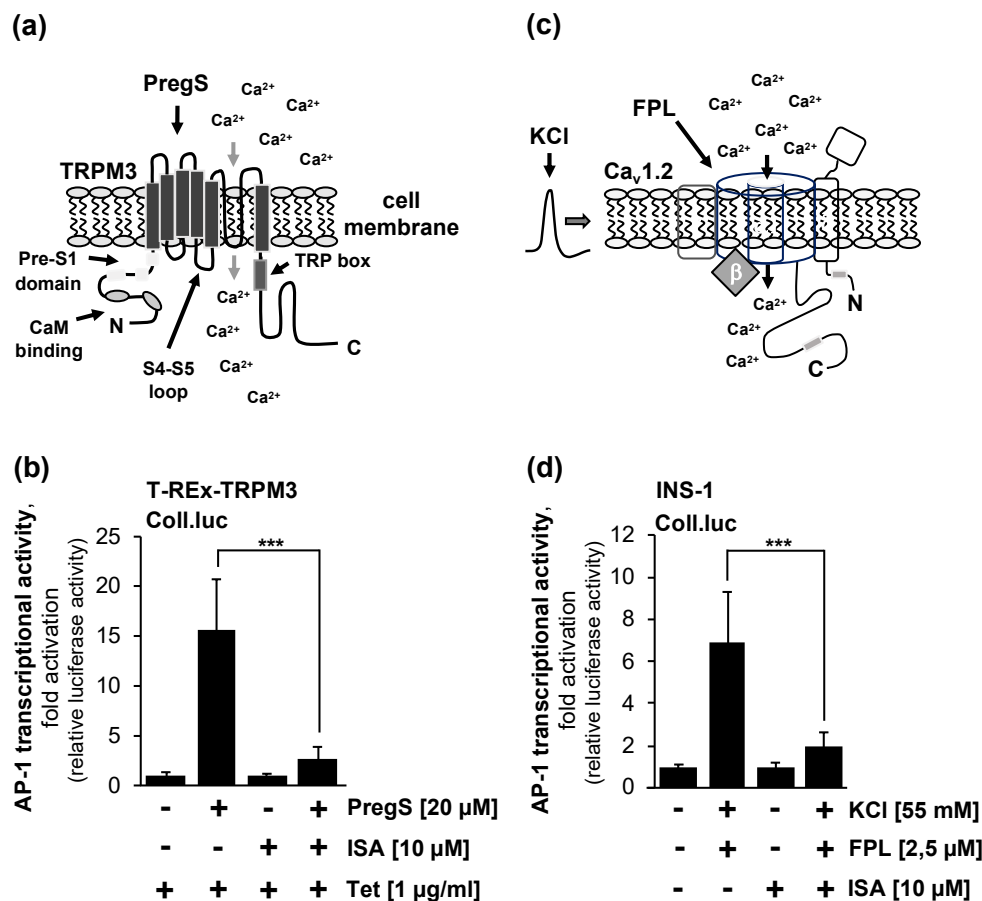 (a)
PregS
Ca²⁺
Ca²⁺
Ca²⁺
Ca²⁺
Ca²⁺
TRPM3
cell
membrane
Pre-S1
domain
TRP box
CaM
binding
N
S4-S5
loop
Ca²⁺
Ca²⁺
Ca²⁺
Ca²⁺
Ca²⁺
C
(c)
KCl
FPL
Ca²⁺
Ca²⁺
Ca²⁺
Ca²⁺
Ca²⁺
Ca²⁺
Caᵥ1.2
β
Ca²⁺
Ca²⁺
Ca²⁺
N
C
(b)
T-REx-TRPM3
Coll.luc
AP-1 transcriptional activity,
fold activation
(relative luciferase activity)
25
20
15
10
5
0
***
- + - + PregS [20 µM]
- - + + ISA [10 µM]
+ + + + Tet [1 µg/ml]
(d)
INS-1
Coll.luc
AP-1 transcriptional activity,
fold activation
(relative luciferase activity)
12
10
8
6
4
2
0
***
- + - + KCl [55 mM]
- + - + FPL [2,5 µM]
- - + + ISA [10 µM]